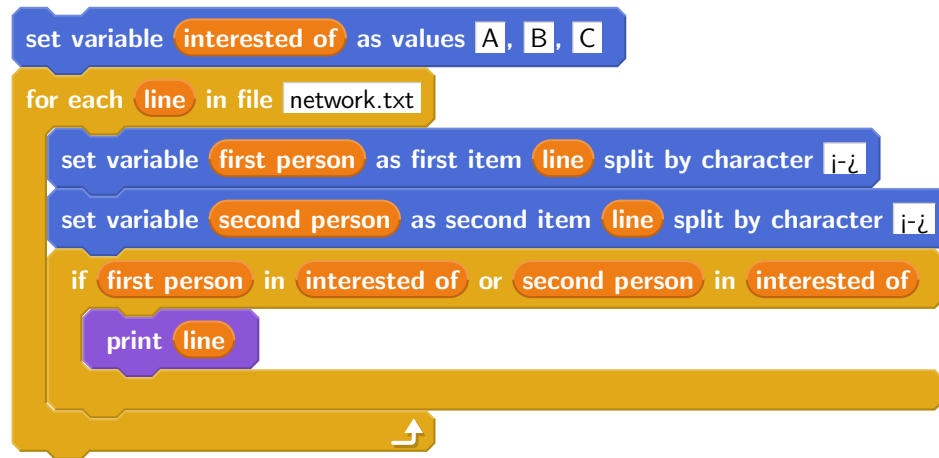 set variable interested of as values A, B, C
for each line in file network.txt
set variable first person as first item line split by character ¡-¿
set variable second person as second item line split by character ¡-¿
if first person in interested of or second person in interested of
print line